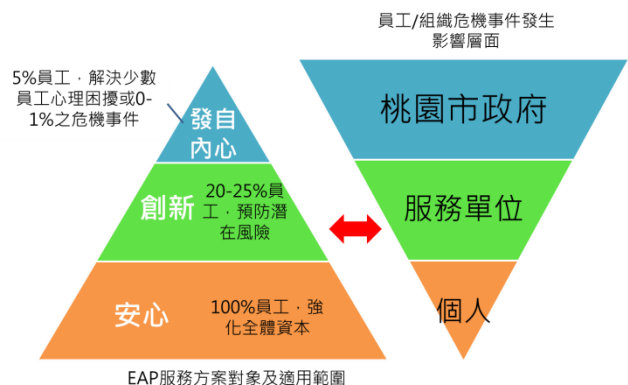 員工/組織危機事件發生
影響層面
5%員工，解決少數
員工心理困擾或0-
1%之危機事件
發自
內心
桃園市政府
創新
20-25%員
工，預防潛
在風險
服務單位
安心
100%員工，強
化全體資本
個人
EAP服務方案對象及適用範圍